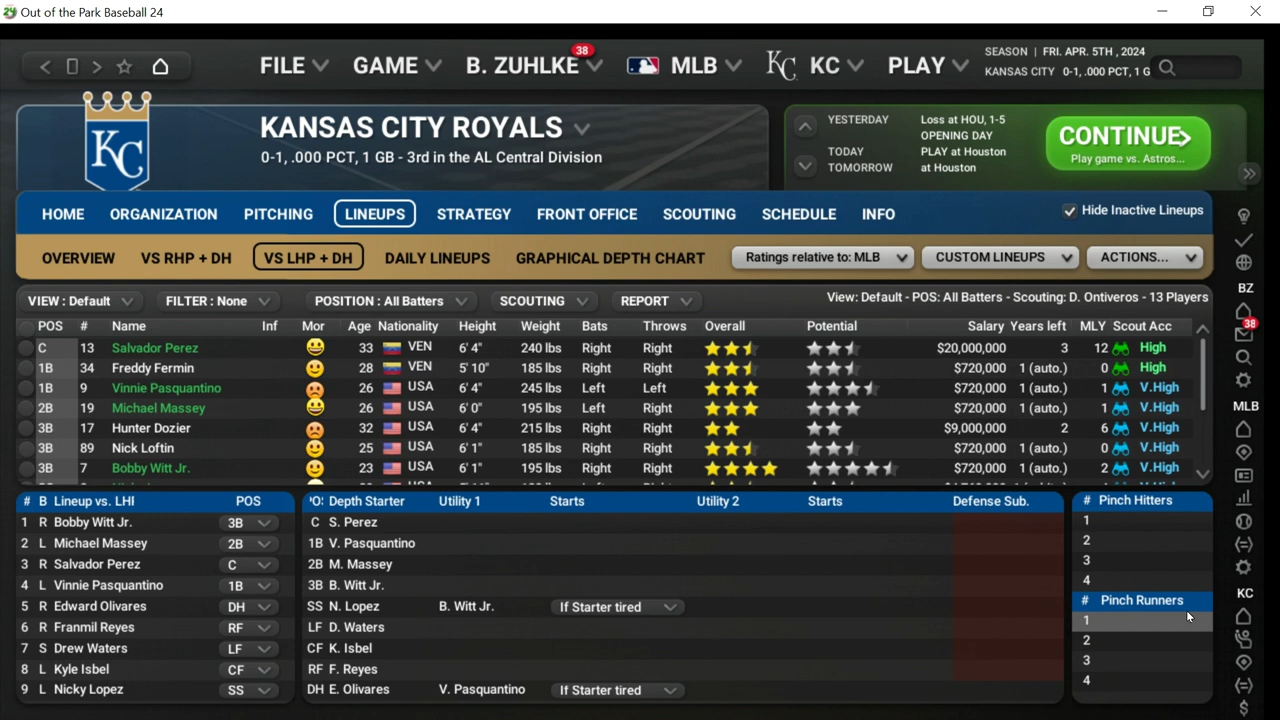 Out of the Park Baseball 24
FILE GAME B. ZUHLKE 38 MLB KC PLAY
SEASON | FRI. APR. 5TH , 2024
KANSAS CITY 0-1, .000 PCT, 1 G
KC
KANSAS CITY ROYALS
0-1, .000 PCT, 1 GB - 3rd in the AL Central Division
YESTERDAY Loss at HOU, 1-5
OPENING DAY
TODAY PLAY at Houston
TOMORROW at Houston
CONTINUE
Play game vs. Astros...
HOME ORGANIZATION PITCHING LINEUPS STRATEGY FRONT OFFICE SCOUTING SCHEDULE INFO Hide Inactive Lineups
OVERVIEW VS RHP + DH VS LHP + DH DAILY LINEUPS GRAPHICAL DEPTH CHART Ratings relative to: MLB CUSTOM LINEUPS ACTIONS...
VIEW : Default FILTER : None POSITION : All Batters SCOUTING REPORT View: Default - POS: All Batters - Scouting: D. Ontiveros - 13 Players
POS # Name Inf Mor Age Nationality Height Weight Bats Throws Overall Potential Salary Years left MLY Scout Acc
C 13 Salvador Perez 33 VEN 6' 4" 240 lbs Right Right $20,000,000 3 12 High
1B 34 Freddy Fermin 28 VEN 5' 10" 185 lbs Right Right $720,000 1 (auto.) 0 High
1B 9 Vinnie Pasquantino 26 USA 6' 4" 245 lbs Left Left $720,000 1 (auto.) 1 V.High
2B 19 Michael Massey 26 USA 6' 0" 195 lbs Left Right $720,000 1 (auto.) 1 V.High
3B 17 Hunter Dozier 32 USA 6' 4" 215 lbs Right Right $9,000,000 2 6 V.High
3B 89 Nick Loftin 25 USA 6' 1" 185 lbs Right Right $720,000 1 (auto.) 0 V.High
3B 7 Bobby Witt Jr. 23 USA 6' 1" 195 lbs Right Right $720,000 1 (auto.) 2 V.High
# B Lineup vs. LHI POS
1 R Bobby Witt Jr. 3B
2 L Michael Massey 2B
3 R Salvador Perez C
4 L Vinnie Pasquantino 1B
5 R Edward Olivares DH
6 R Franmil Reyes RF
7 S Drew Waters LF
8 L Kyle Isbel CF
9 L Nicky Lopez SS
'O: Depth Starter Utility 1 Starts Utility 2 Starts Defense Sub.
C S. Perez
1B V. Pasquantino
2B M. Massey
3B B. Witt Jr.
SS N. Lopez B. Witt Jr. If Starter tired
LF D. Waters
CF K. Isbel
RF F. Reyes
DH E. Olivares V. Pasquantino If Starter tired
# Pinch Hitters
1
2
3
4
# Pinch Runners
1
2
3
4
BZ
38
MLB
KC